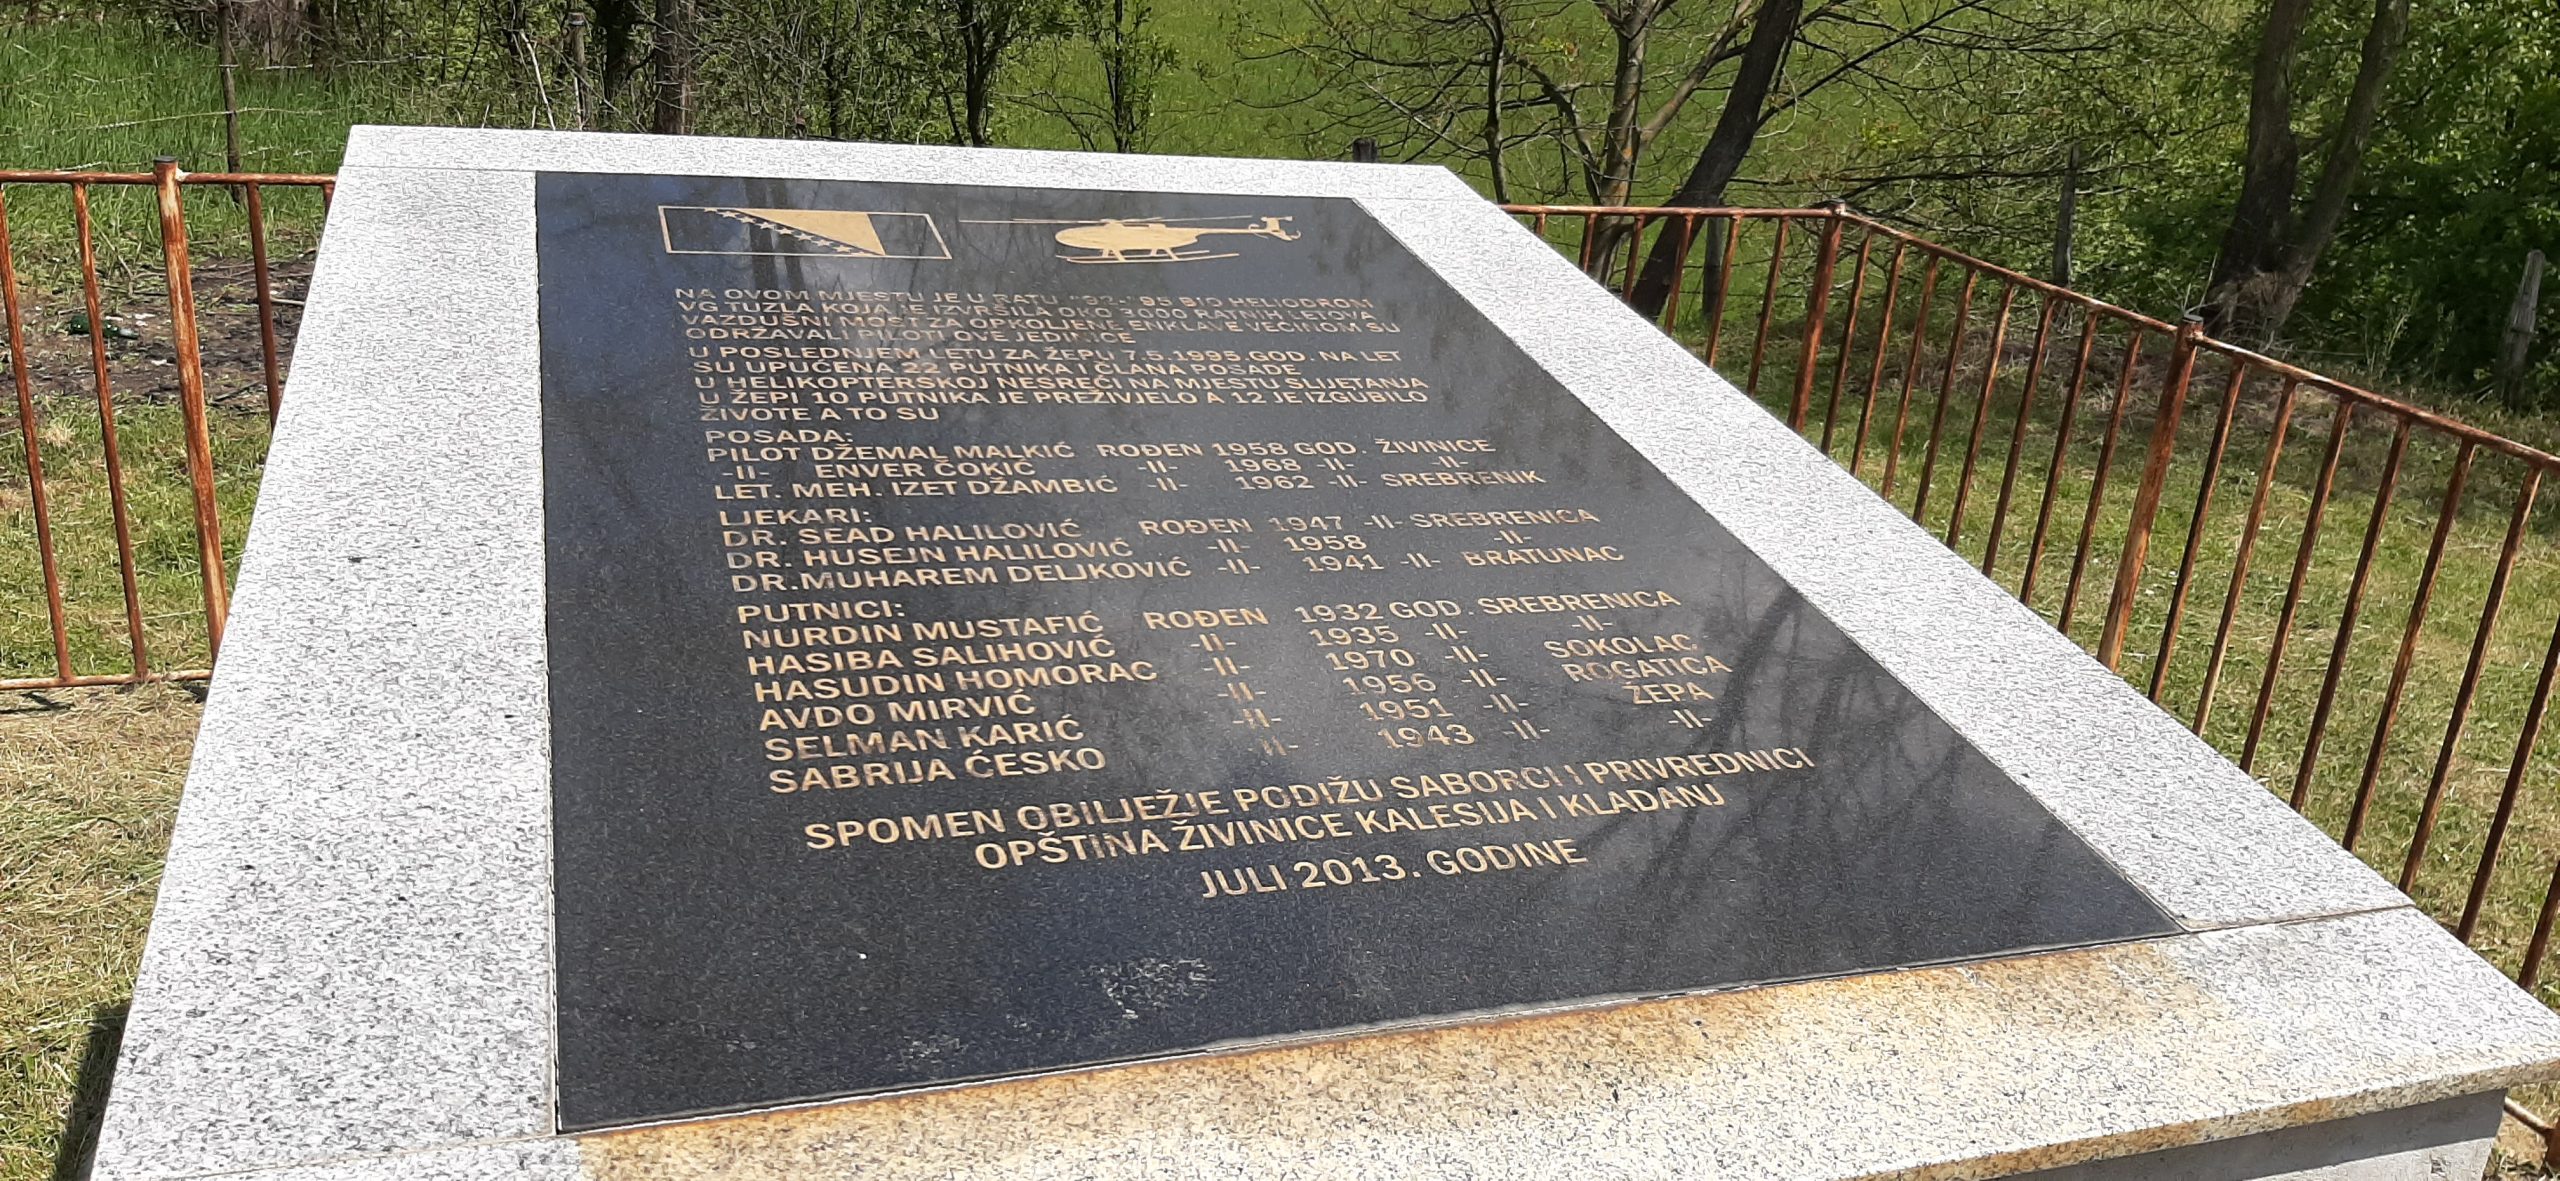 NA OVOM MJESTU JE U RATU "92-'95 BIO HELIODROM
VG TUZLA KOJA JE IZVRŠILA OKO 3000 RATNIH LETOVA
VAZDUŠNI MOST ZA OPKOLJENE ENKLAVE VEĆINOM SU
ODRŽAVALI PILOTI OVE JEDINICE
U POSLEDNJEM LETU ZA ŽEPU 7.5.1995.GOD. NA LET
SU UPUĆENA 22 PUTNIKA I ČLANA POSADE
U HELIKOPTERSKOJ NESREĆI NA MJESTU SLIJETANJA
U ŽEPI 10 PUTNIKA JE PREŽIVJELO A 12 JE IZGUBILO
ŽIVOTE A TO SU
POSADA:
PILOT DŽEMAL MALKIĆ ROĐEN 1958 GOD. ŽIVINICE
-II- ENVER ČOKIĆ -II- 1968 -II- -II-
LET. MEH. IZET DŽAMBIĆ -II- 1962 -II- SREBRENIK
LJEKARI:
DR. SEAD HALILOVIĆ ROĐEN 1947 -II- SREBRENICA
DR. HUSEJN HALILOVIĆ -II- 1958 -II-
DR.MUHAREM DELJKOVIĆ -II- 1941 -II- BRATUNAC
PUTNICI:
NURDIN MUSTAFIĆ ROĐEN 1932 GOD. SREBRENICA
HASIBA SALIHOVIĆ -II- 1935 -II- -II-
HASUDIN HOMORAC -II- 1970 -II- SOKOLAC
AVDO MIRVIĆ -II- 1956 -II- ROGATICA
SELMAN KARIĆ -II- 1951 -II- ŽEPA
SABRIJA ĆESKO -II- 1943 -II- -II-
SPOMEN OBILJEŽJE PODIŽU SABORCI I PRIVREDNICI
OPŠTINA ŽIVINICE KALESIJA I KLADANJ
JULI 2013. GODINE